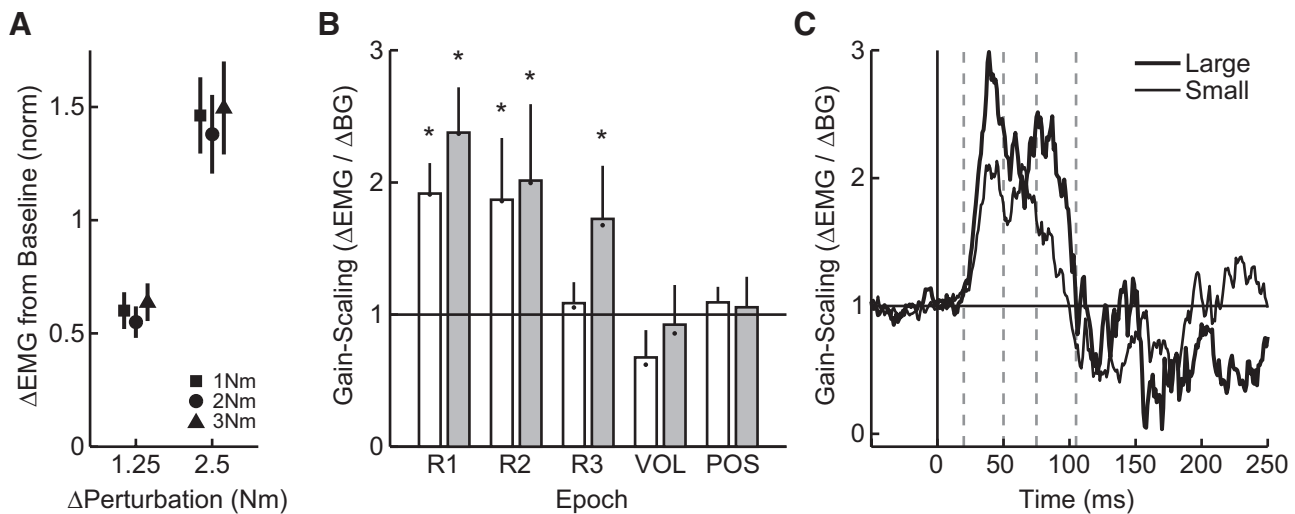 A
ΔEMG from Baseline (norm)
1.5
1
0.5
0
1Nm
2Nm
3Nm
1.25 2.5
ΔPerturbation (Nm)
B
Gain-Scaling (ΔEMG / ΔBG)
3
2
1
0
* * * * *
R1 R2 R3 VOL POS
Epoch
C
Gain-Scaling (ΔEMG / ΔBG)
3
2
1
0
Large
Small
0 50 100 150 200 250
Time (ms)